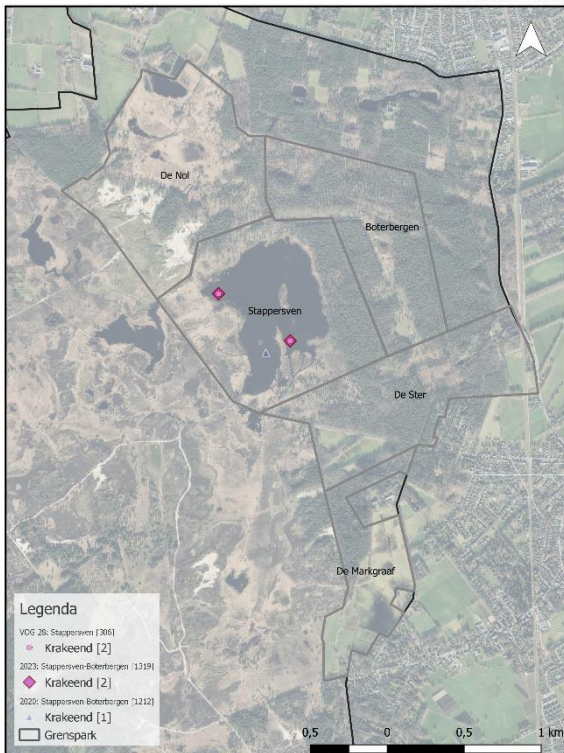 De Nol
Boterbergen
Stappersven
De Ster
De Markgraaf
Legenda
VOG 28: Stappersven [306]
Krakeend [2]
2023: Stappersven-Boterbergen [1319]
Krakeend [2]
2020: Stappersven-Boterbergen [1212]
Krakeend [1]
Grenspark
0,5 0 0,5 1 km